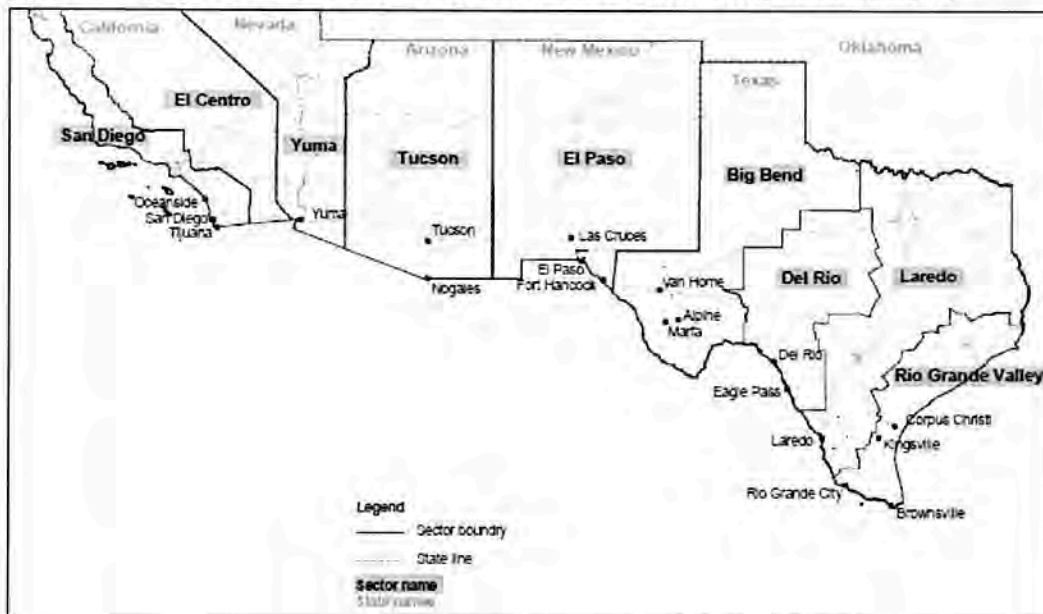 California
Nevada
Arizona
New Mexico
Oklahoma
Texas
El Centro
San Diego
Yuma
Tucson
El Paso
Big Bend
Oceanside
San Diego
Tijuana
Yuma
Tucson
Las Cruces
Nogales
El Paso
Fort Hancock
Van Horne
Del Rio
Laredo
Alpine
Marfa
Del Rio
Rio Grande Valley
Eagle Pass
Corpus Christi
Laredo
Kingsville
Rio Grande City
Brownsville
Legend
Sector boundry
State line
Sector name
State names